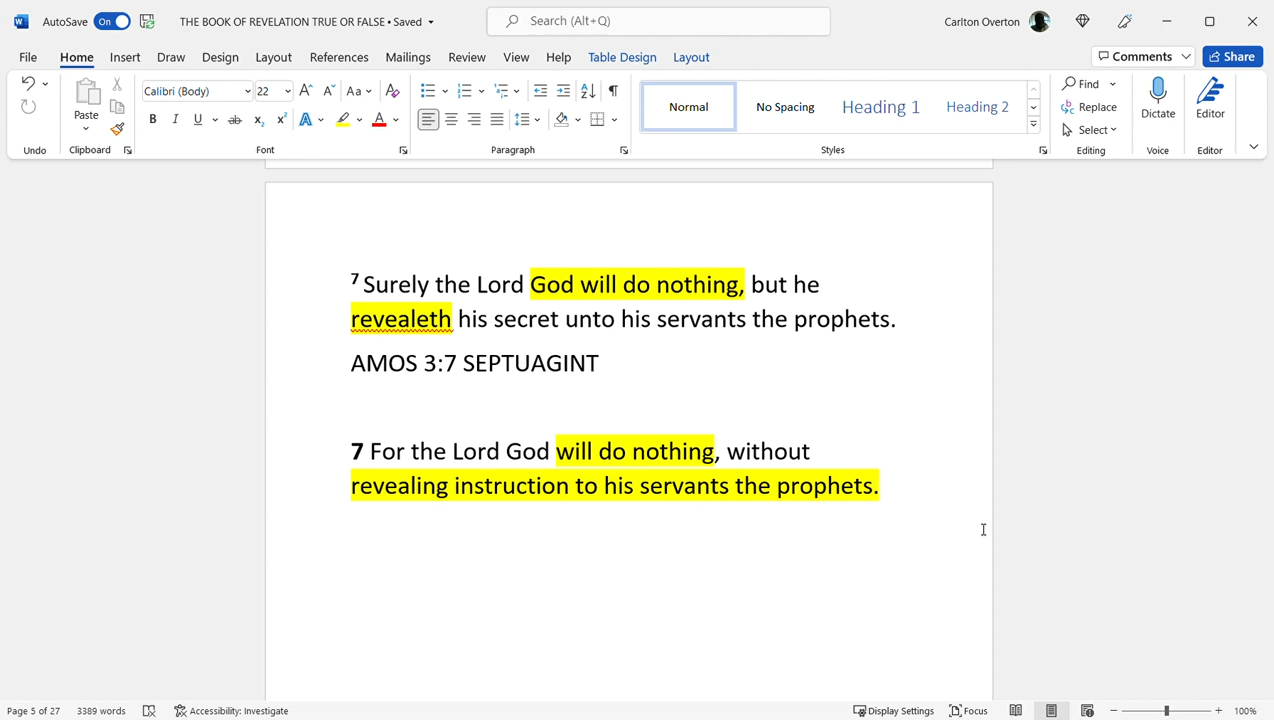 AutoSave On THE BOOK OF REVELATION TRUE OR FALSE • Saved Search (Alt+Q) Carlton Overton
File Home Insert Draw Design Layout References Mailings Review View Help Table Design Layout Comments Share
Calibri (Body) 22 Normal No Spacing Heading 1 Heading 2 Find
Paste Replace Dictate Editor
Select
Undo Clipboard Font Paragraph Styles Editing Voice Editor
7 Surely the Lord God will do nothing, but he
revealeth his secret unto his servants the prophets.
AMOS 3:7 SEPTUAGINT
7 For the Lord God will do nothing, without
revealing instruction to his servants the prophets.
Page 5 of 27 3389 words Accessibility: Investigate Display Settings Focus 100%